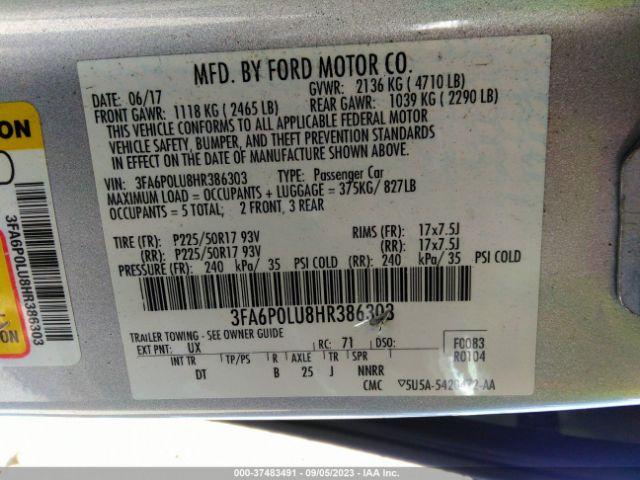 MFD. BY FORD MOTOR CO.
DATE: 06/17
GVWR: 2136 KG ( 4710 LB)
FRONT GAWR: 1118 KG ( 2465 LB)
REAR GAWR: 1039 KG ( 2290 LB)
THIS VEHICLE CONFORMS TO ALL APPLICABLE FEDERAL MOTOR
VEHICLE SAFETY, BUMPER, AND THEFT PREVENTION STANDARDS
IN EFFECT ON THE DATE OF MANUFACTURE SHOWN ABOVE.
VIN: 3FA6P0LU8HR386303 TYPE: Passenger Car
MAXIMUM LOAD = OCCUPANTS + LUGGAGE = 375KG/ 827LB
OCCUPANTS = 5 TOTAL; 2 FRONT, 3 REAR
TIRE (FR): P225/50R17 93V RIMS (FR): 17x7.5J
(RR): P225/50R17 93V (RR): 17x7.5J
PRESSURE (FR): 240 kPa/ 35 PSI COLD (RR): 240 kPa/ 35 PSI COLD
3FA6P0LU8HR386303
TRAILER TOWING - SEE OWNER GUIDE
EXT PNT: UX RC: 71 DSO: F0083
R0104
INT TR TP/PS R AXLE TR SPR
DT B 25 J NNRR
CMC ▽5U5A-5420472-AA
ION
3FA6P0LU8HR386303
000-37483491 - 09/05/2023 - IAAI.COM